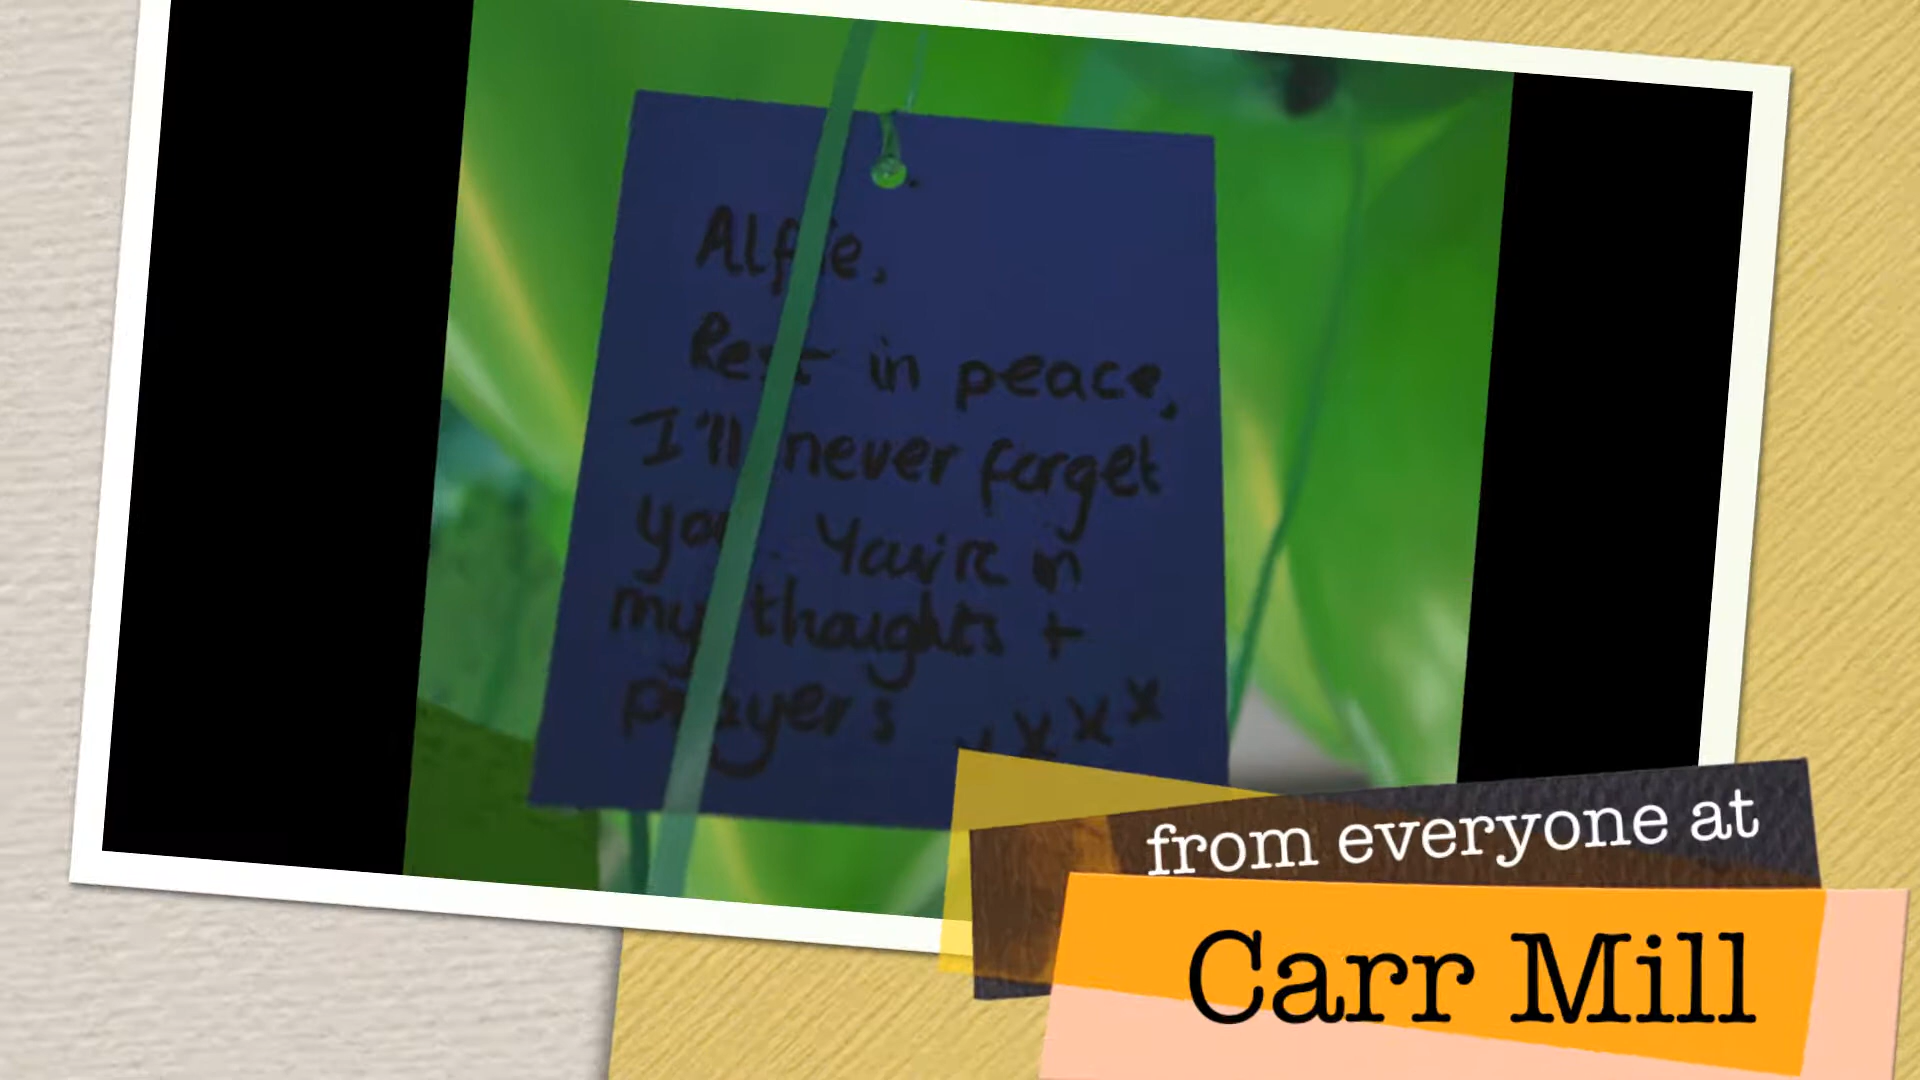 Alfie,
Rest in peace,
I'll never forget
you. You're in
my thoughts +
prayers xxxx
from everyone at
Carr Mill